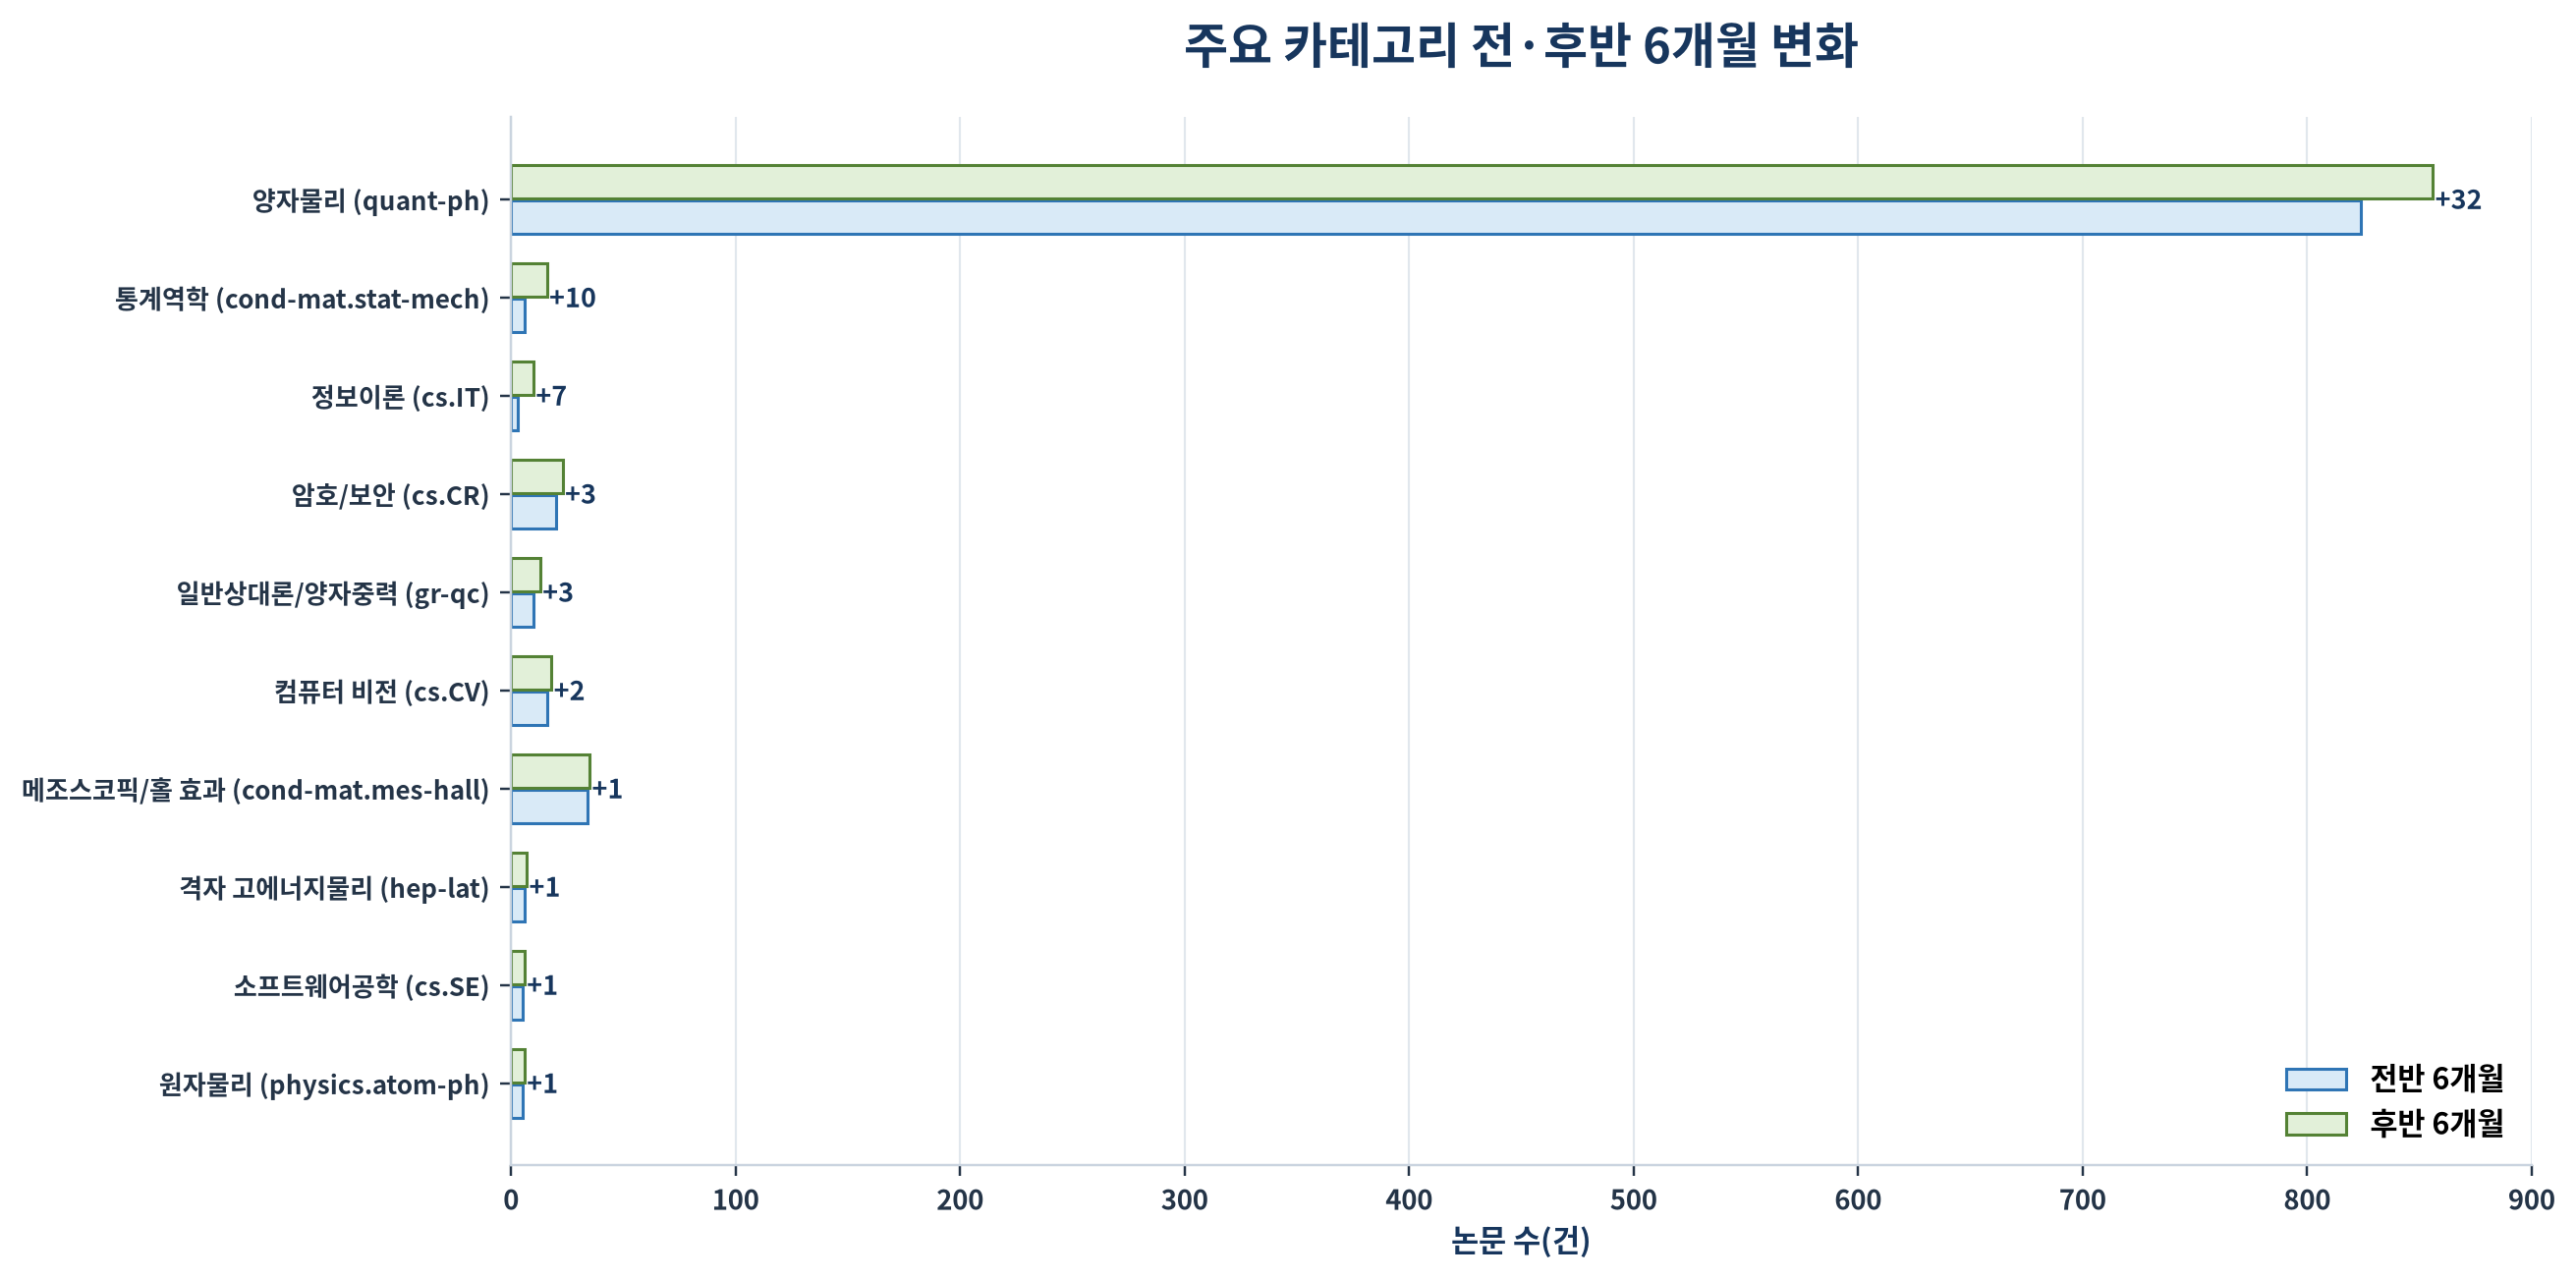 주요 카테고리 전·후반 6개월 변화
양자물리 (quant-ph)
+32
통계역학 (cond-mat.stat-mech)
+10
정보이론 (cs.IT)
+7
암호/보안 (cs.CR)
+3
일반상대론/양자중력 (gr-qc)
+3
컴퓨터 비전 (cs.CV)
+2
메조스코픽/홀 효과 (cond-mat.mes-hall)
+1
격자 고에너지물리 (hep-lat)
+1
소프트웨어공학 (cs.SE)
+1
원자물리 (physics.atom-ph)
+1
전반 6개월
후반 6개월
0 100 200 300 400 500 600 700 800 900
논문 수(건)